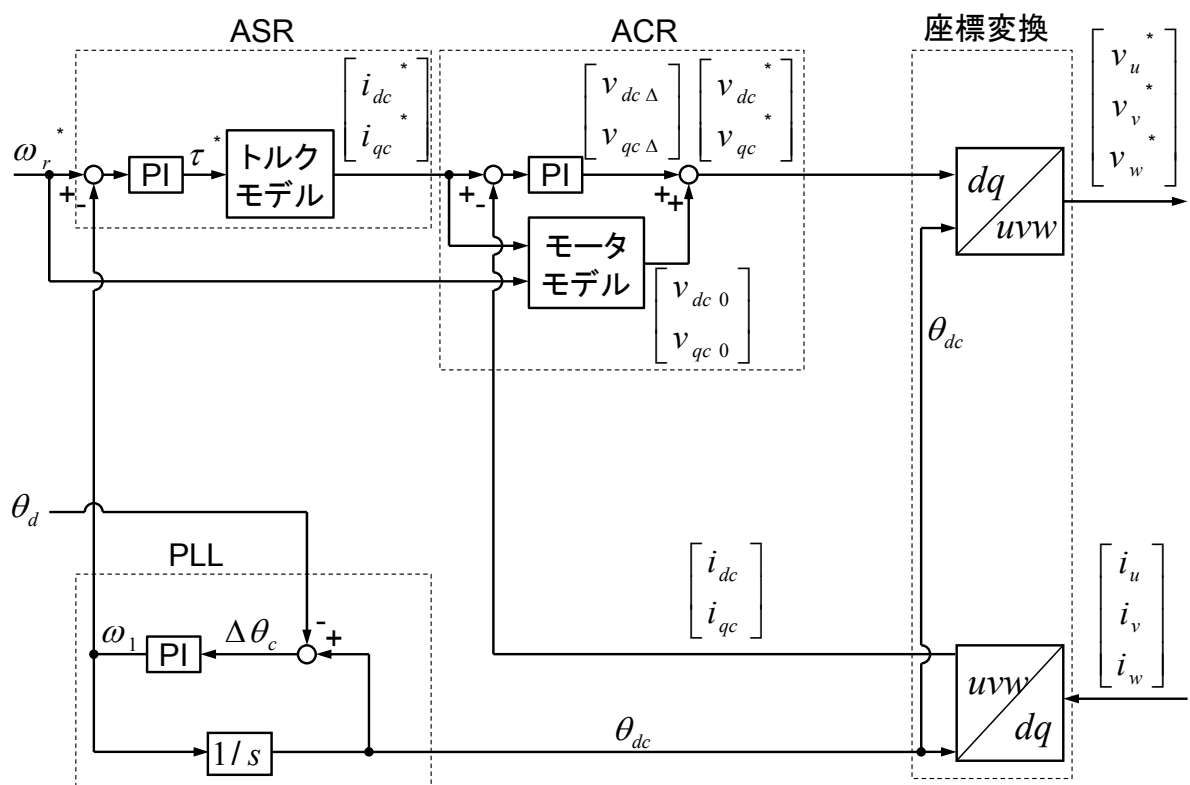 ASR
ACR
座標変換
[i_dc^*
i_qc^*]
[v_dcΔ
v_qcΔ]
[v_dc^*
v_qc^*]
[v_u^*
v_v^*
v_w^*]
ω_r^*
+
-
PI
τ^*
トルク
モデル
+
-
PI
+
+
dq
uvw
モータ
モデル
[v_dc0
v_qc0]
θ_dc
θ_d
PLL
-
+
ω_1
PI
Δθ_c
[i_dc
i_qc]
[i_u
i_v
i_w]
uvw
dq
1/s
θ_dc